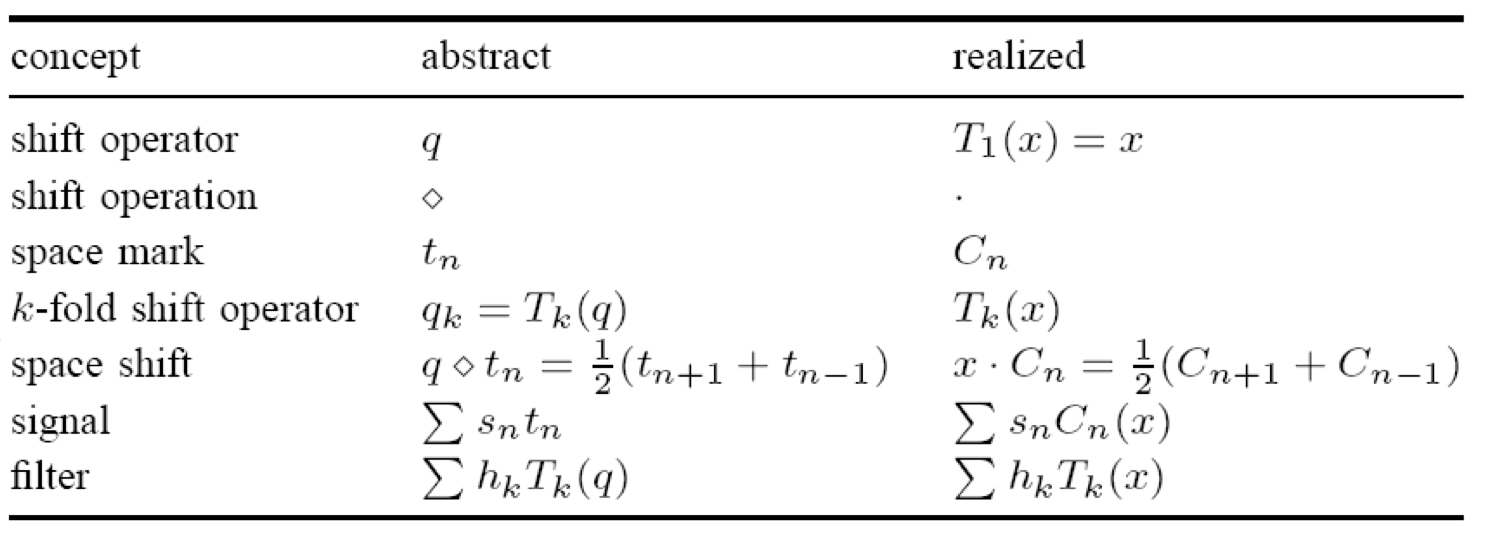 concept abstract realized
shift operator q T₁(x) = x
shift operation ⋄ ·
space mark tₙ Cₙ
k-fold shift operator qₖ = Tₖ(q) Tₖ(x)
space shift q ⋄ tₙ = ½(tₙ₊₁ + tₙ₋₁) x · Cₙ = ½(Cₙ₊₁ + Cₙ₋₁)
signal ∑ sₙtₙ ∑ sₙCₙ(x)
filter ∑ hₖTₖ(q) ∑ hₖTₖ(x)